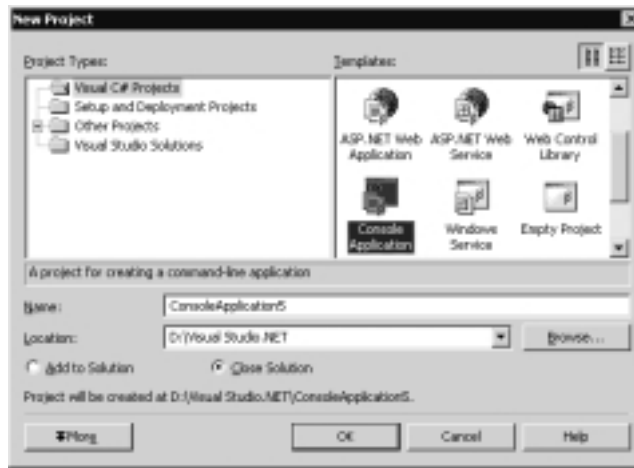 New Project
Project Types:
Templates:
Visual C# Projects
Setup and Deployment Projects
Other Projects
Visual Studio Solutions
ASP.NET Web Application
ASP.NET Web Service
Web Control Library
Console Application
Windows Service
Empty Project
A project for creating a command-line application
Name:
ConsoleApplication5
Location:
D:\Visual Studio.NET
Browse...
Add to Solution
Close Solution
Project will be created at D:\Visual Studio.NET\ConsoleApplication5.
More
OK
Cancel
Help